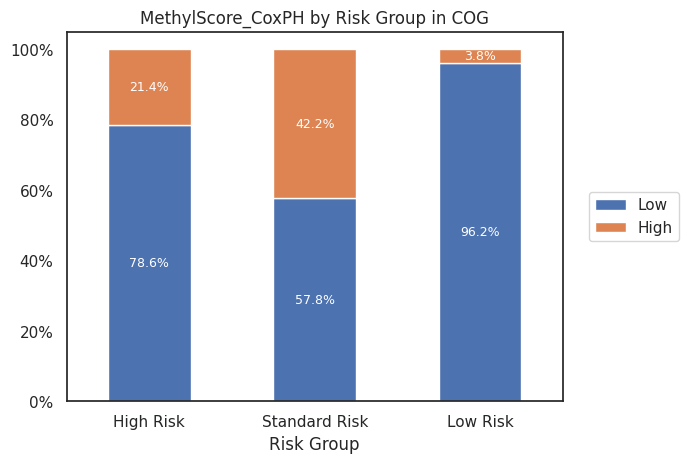 MethylScore_CoxPH by Risk Group in COG
100%
80%
60%
40%
20%
0%
21.4%
78.6%
42.2%
57.8%
3.8%
96.2%
High Risk
Standard Risk
Low Risk
Risk Group
Low
High